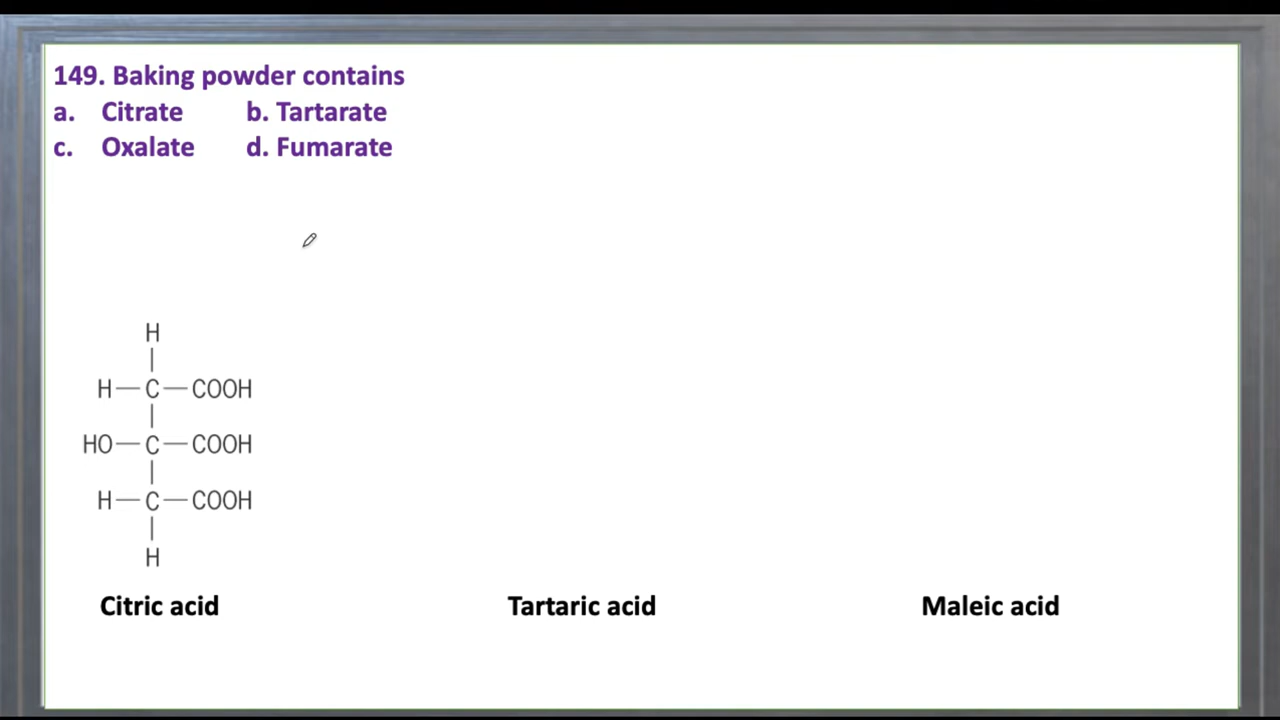 149. Baking powder contains
a. Citrate b. Tartarate
c. Oxalate d. Fumarate
H
|
H—C—COOH
|
HO—C—COOH
|
H—C—COOH
|
H
Citric acid Tartaric acid Maleic acid